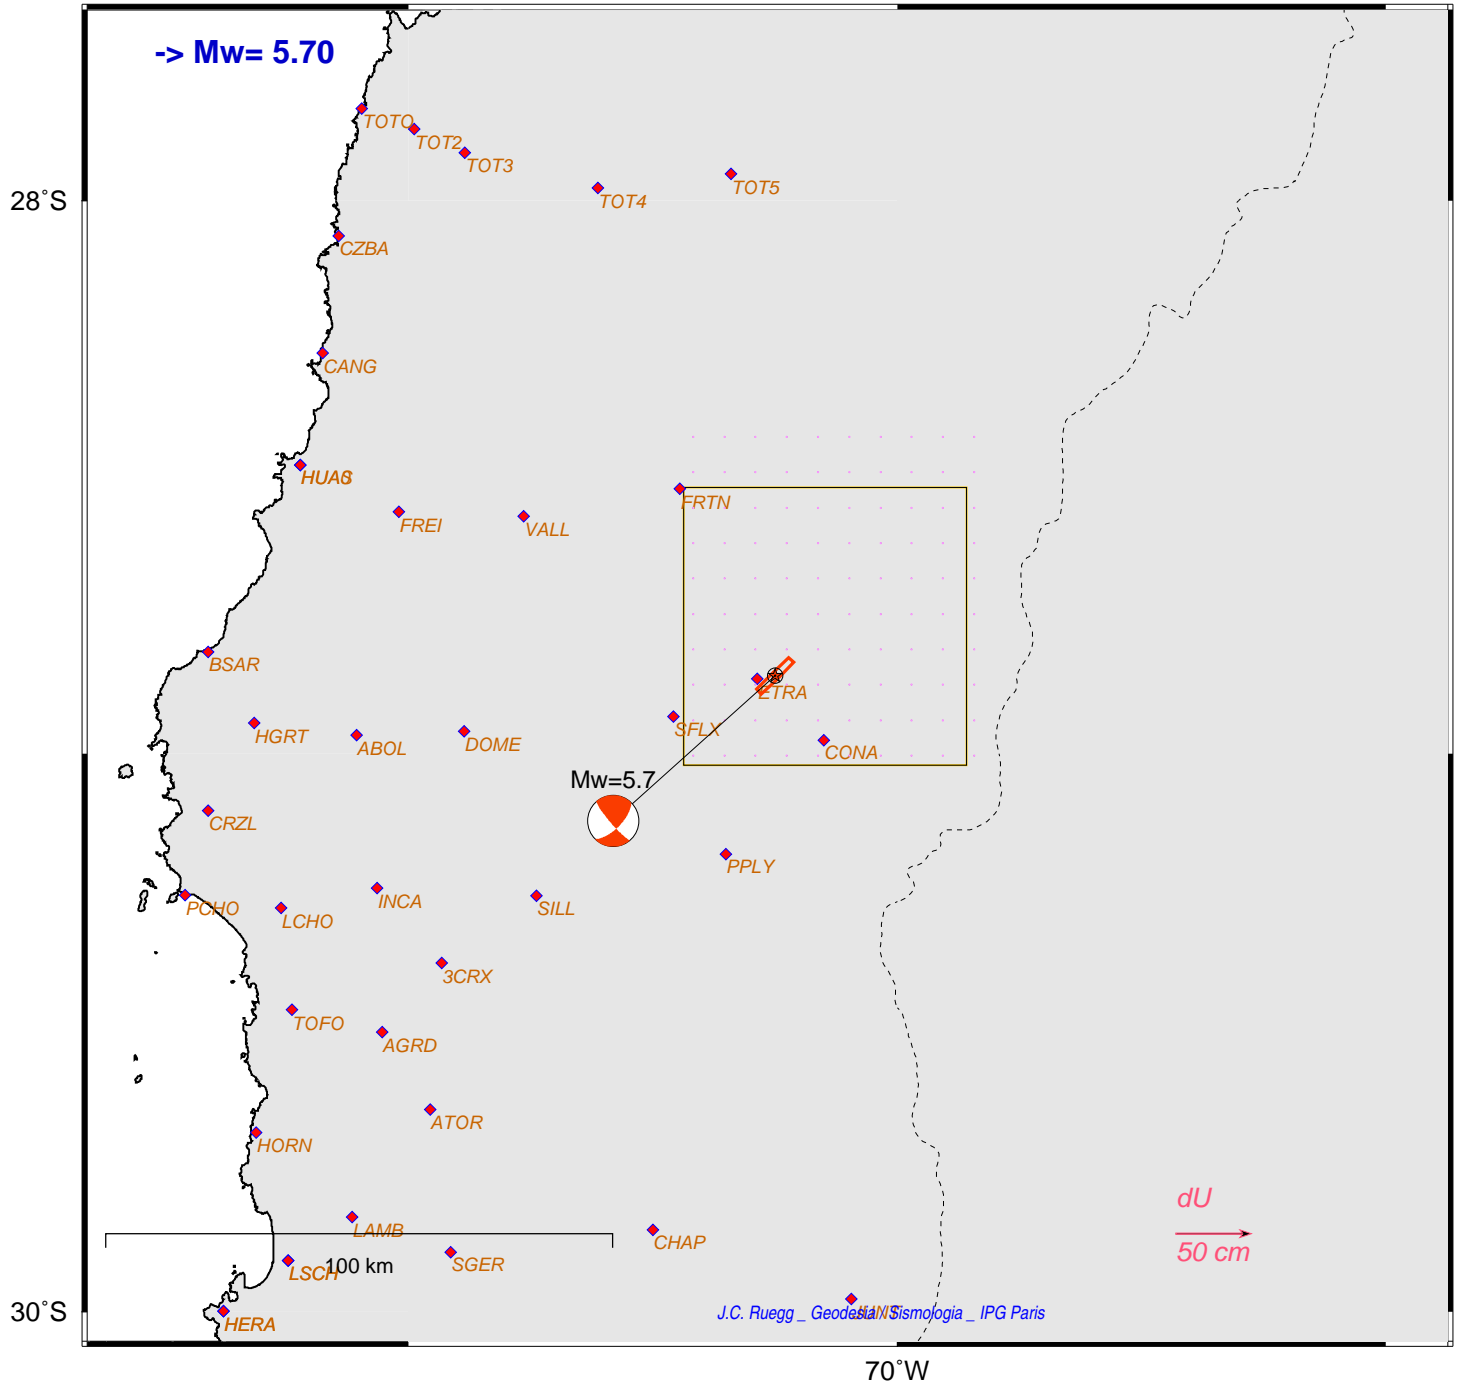 -> Mw= 5.70
TOTO
TOT2
TOT3
TOT4
TOT5
28°S
CZBA
CANG
FRTN
FREI
VALL
BSAR
ETRA
HGRT
ABOL
DOME
SFLX
CONA
Mw=5.7
CRZL
PPLY
PCHO
LCHO
INCA
SILL
3CRX
TOFO
AGRD
ATOR
HORN
dU
50 cm
LAMB
CHAP
SGER
LSCH
100 km
HERA
30°S
J.C. Ruegg _ Geodesia / Sismologia _ IPG Paris
70°W